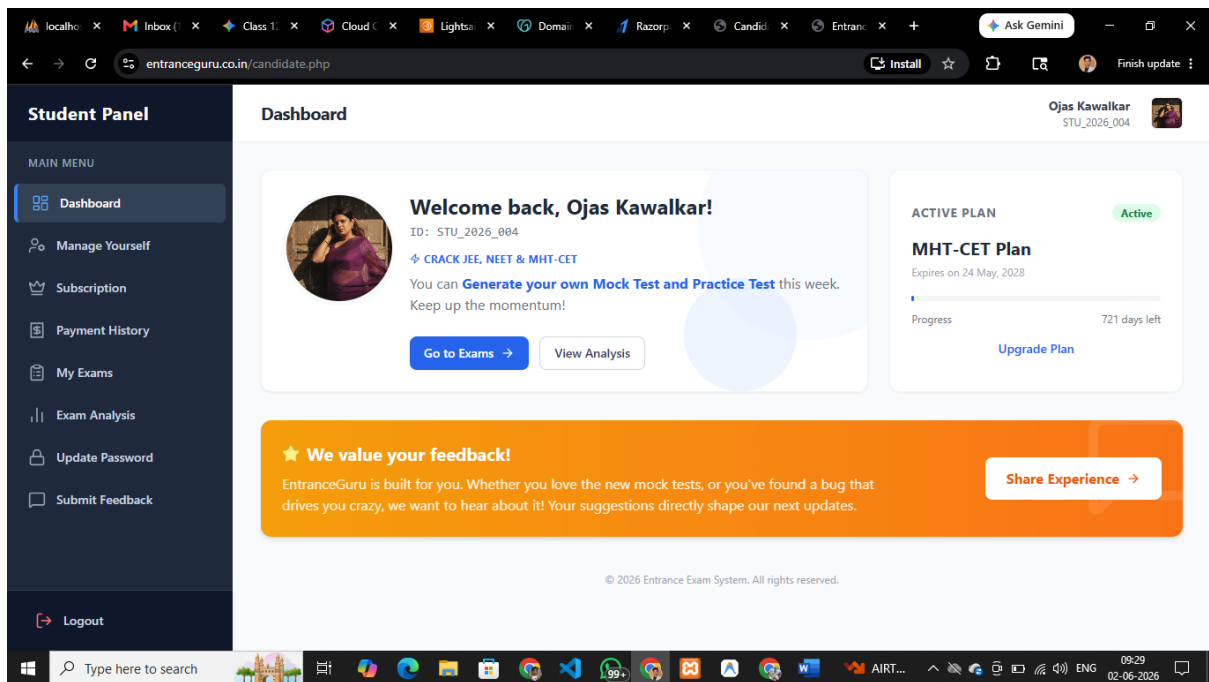 localho:
Inbox (1
Class 12
Cloud C
Lightsa
Domain
Razorpa
Candid
Entranc
Ask Gemini
entranceguru.co.in/candidate.php
Install
Finish update
Student Panel
MAIN MENU
Dashboard
Manage Yourself
Subscription
Payment History
My Exams
Exam Analysis
Update Password
Submit Feedback
Logout
Dashboard
Ojas Kawalkar
STU_2026_004
Welcome back, Ojas Kawalkar!
ID: STU_2026_004
CRACK JEE, NEET & MHT-CET
You can Generate your own Mock Test and Practice Test this week.
Keep up the momentum!
Go to Exams →
View Analysis
ACTIVE PLAN
Active
MHT-CET Plan
Expires on 24 May, 2028
Progress
721 days left
Upgrade Plan
We value your feedback!
EntranceGuru is built for you. Whether you love the new mock tests, or you've found a bug that
drives you crazy, we want to hear about it! Your suggestions directly shape our next updates.
Share Experience →
© 2026 Entrance Exam System. All rights reserved.
Type here to search
99+
AIRT...
ENG
09:29
02-06-2026